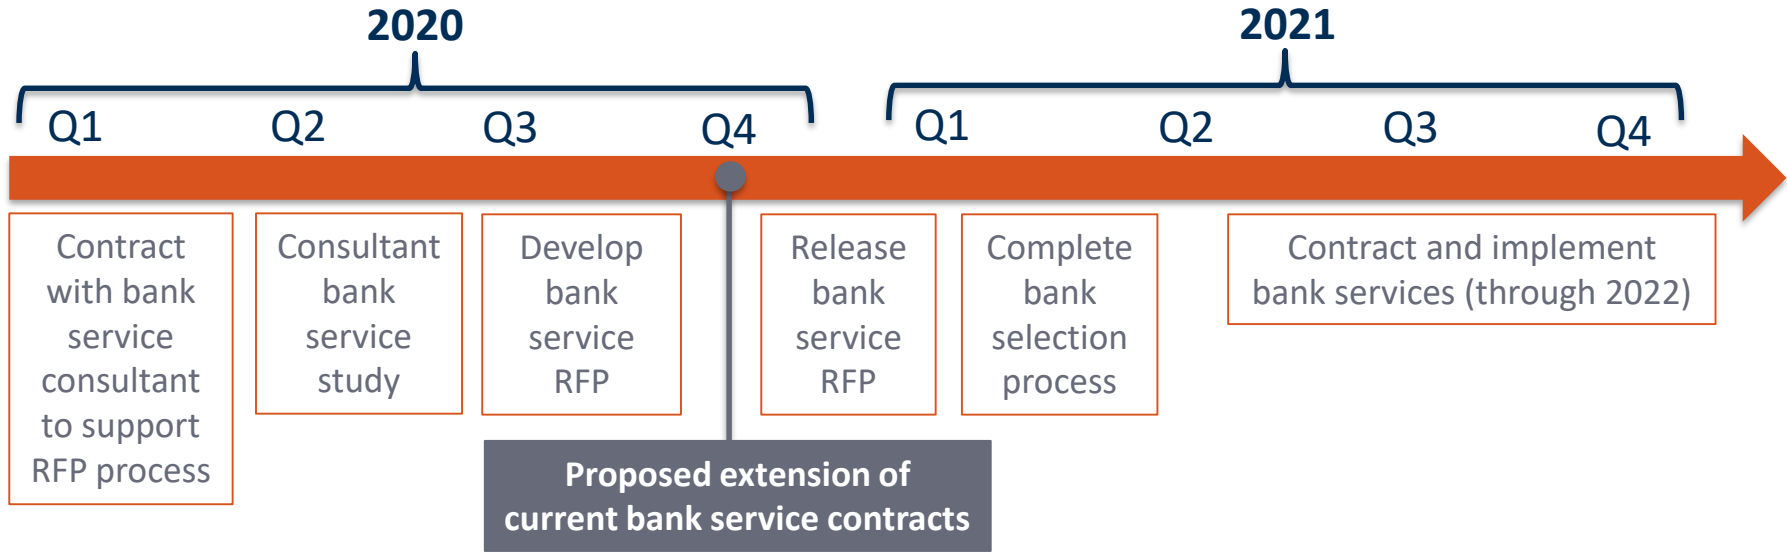 2020
2021
Q1
Q2
Q3
Q4
Q1
Q2
Q3
Q4
Contract
with bank
service
consultant
to support
RFP process
Consultant
bank
service
study
Develop
bank
service
RFP
Release
bank
service
RFP
Complete
bank
selection
process
Contract and implement
bank services (through 2022)
Proposed extension of
current bank service contracts